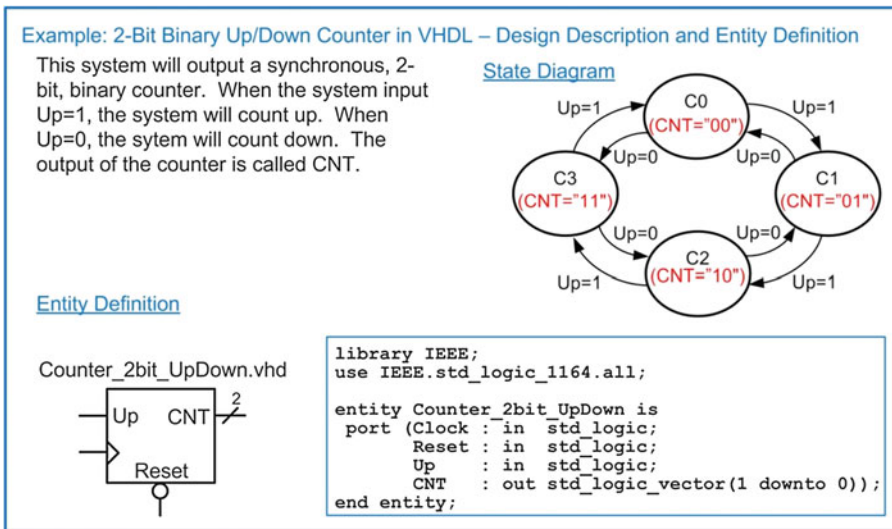 Example: 2-Bit Binary Up/Down Counter in VHDL – Design Description and Entity Definition
This system will output a synchronous, 2-
bit, binary counter. When the system input
Up=1, the system will count up. When
Up=0, the sytem will count down. The
output of the counter is called CNT.
State Diagram
C0
(CNT="00")
Up=1
Up=1
Up=0
Up=0
C3
(CNT="11")
C1
(CNT="01")
Up=0
Up=0
C2
(CNT="10")
Up=1
Up=1
Entity Definition
Counter_2bit_UpDown.vhd
2
Up
CNT
Reset
library IEEE;
use IEEE.std_logic_1164.all;
entity Counter_2bit_UpDown is
port (Clock : in std_logic;
Reset : in std_logic;
Up : in std_logic;
CNT : out std_logic_vector(1 downto 0));
end entity;